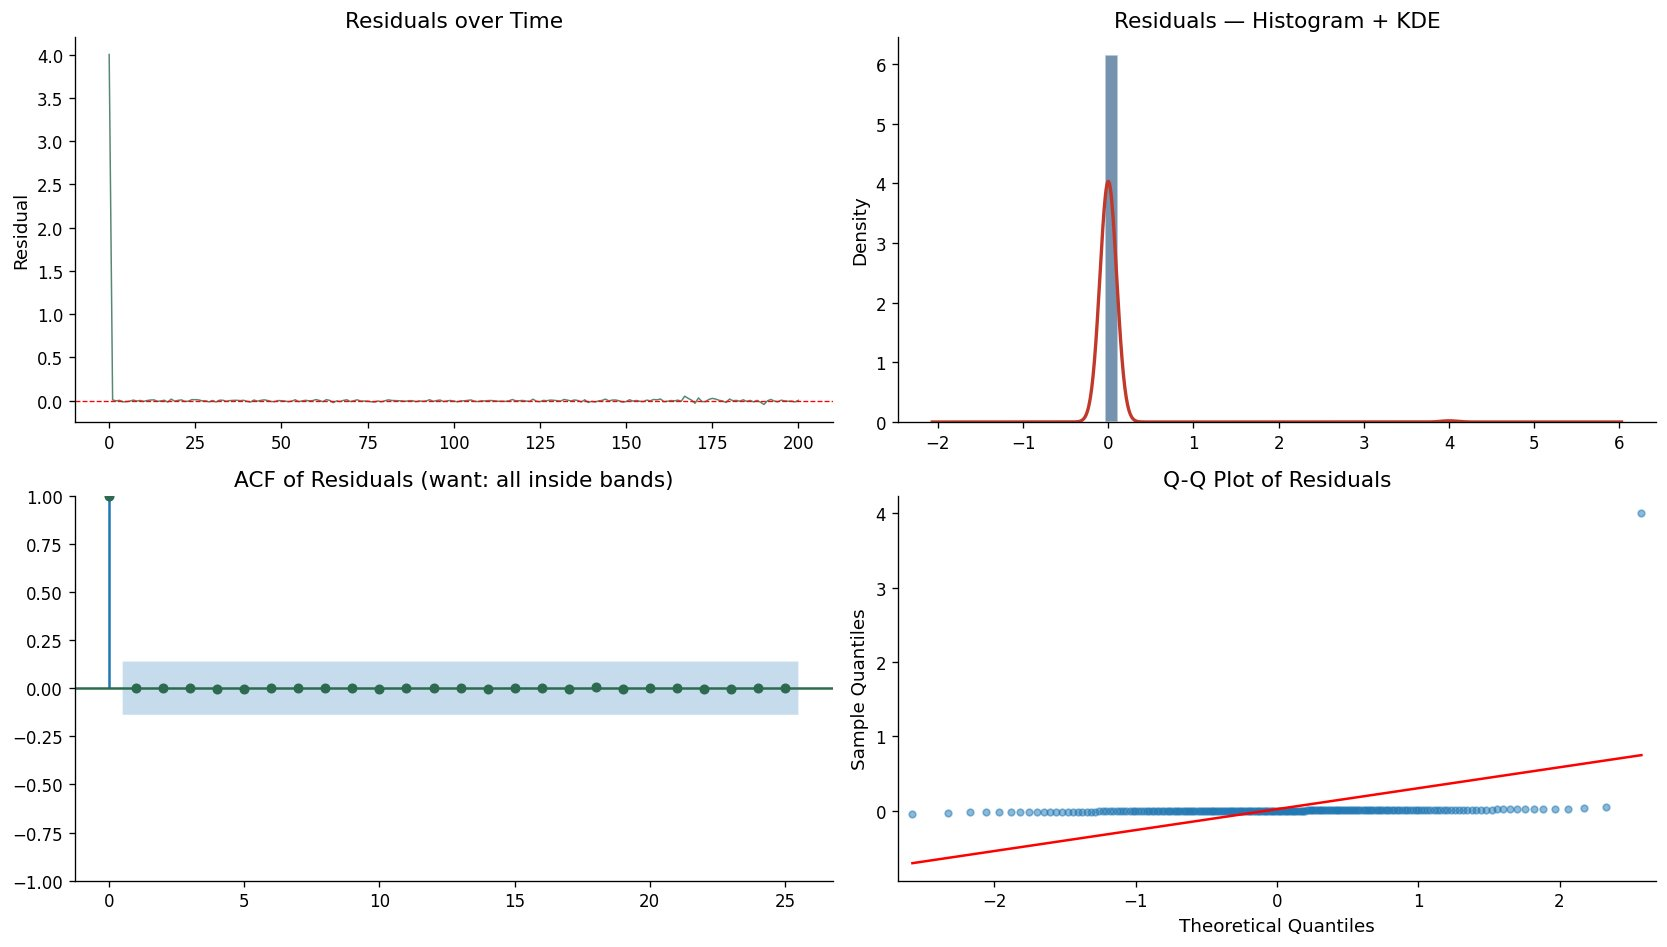 Residuals over Time
Residual
4.0
3.5
3.0
2.5
2.0
1.5
1.0
0.5
0.0
0 25 50 75 100 125 150 175 200
Residuals — Histogram + KDE
Density
6
5
4
3
2
1
0
−2 −1 0 1 2 3 4 5 6
ACF of Residuals (want: all inside bands)
1.00
0.75
0.50
0.25
0.00
−0.25
−0.50
−0.75
−1.00
0 5 10 15 20 25
Q-Q Plot of Residuals
Sample Quantiles
4
3
2
1
0
−2 −1 0 1 2
Theoretical Quantiles